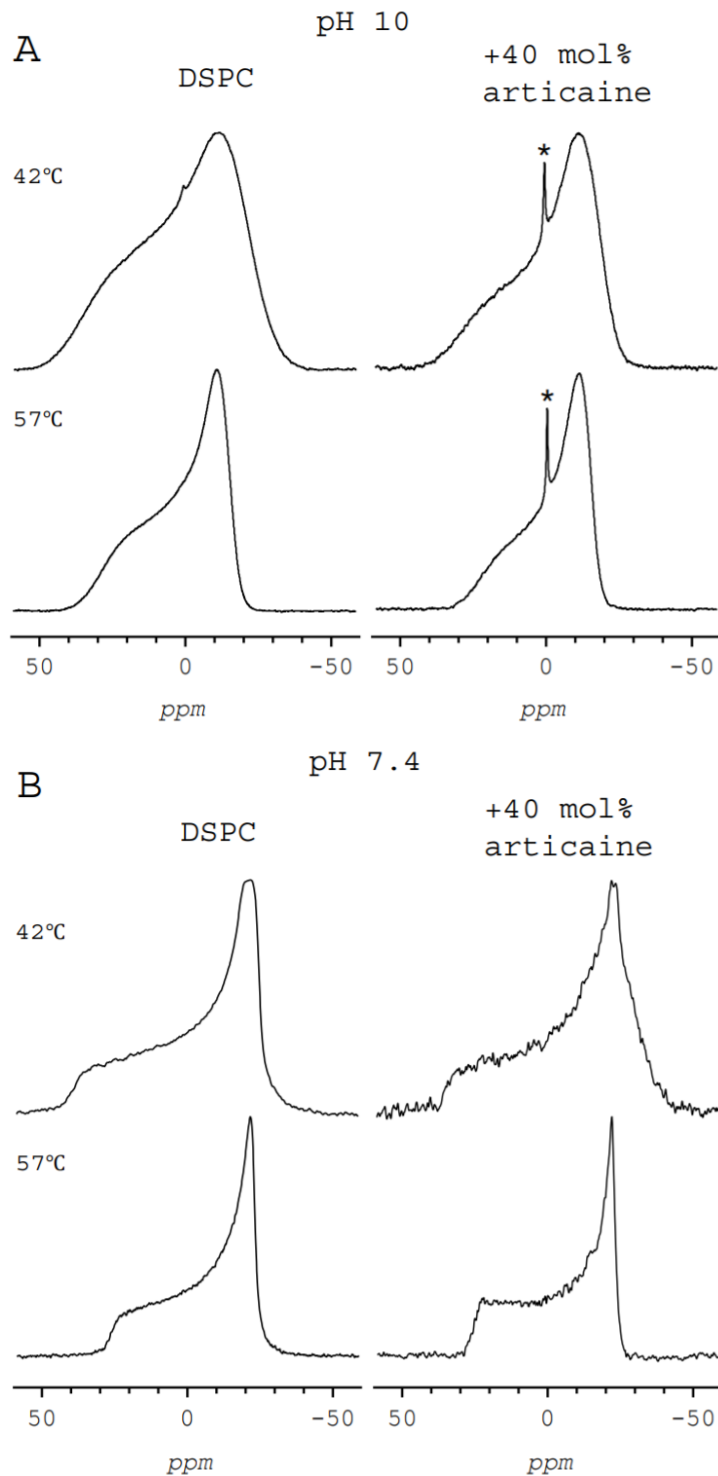 pH 10
A
DSPC
+40 mol%
articaine
42℃
*
57℃
*
50 0 -50 50 0 -50
ppm ppm
pH 7.4
B
DSPC
+40 mol%
articaine
42℃
57℃
50 0 -50 50 0 -50
ppm ppm